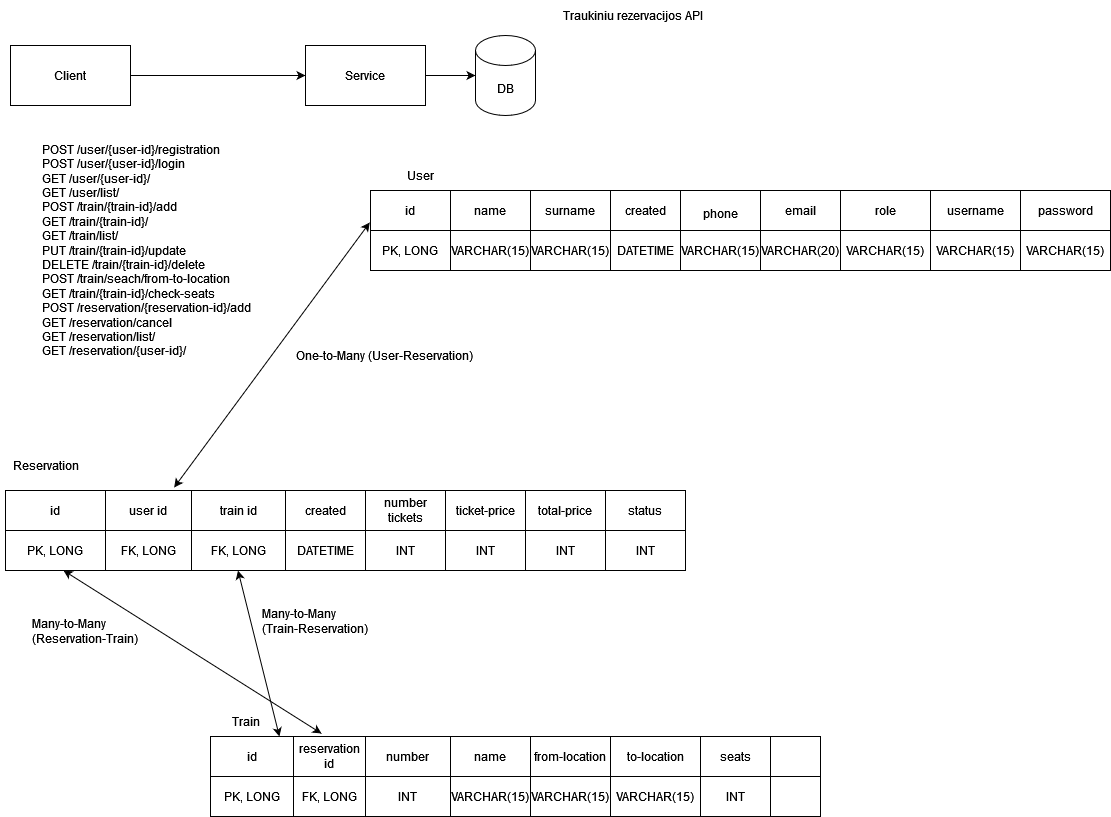 Traukiniu rezervacijos API
Client
Service
DB
POST /user/{user-id}/registration
POST /user/{user-id}/login
GET /user/{user-id}/
GET /user/list/
POST /train/{train-id}/add
GET /train/{train-id}/
GET /train/list/
PUT /train/{train-id}/update
DELETE /train/{train-id}/delete
POST /train/seach/from-to-location
GET /train/{train-id}/check-seats
POST /reservation/{reservation-id}/add
GET /reservation/cancel
GET /reservation/list/
GET /reservation/{user-id}/
User
id name surname created phone email role username password
PK, LONG VARCHAR(15) VARCHAR(15) DATETIME VARCHAR(15) VARCHAR(20) VARCHAR(15) VARCHAR(15) VARCHAR(15)
One-to-Many (User-Reservation)
Reservation
id user id train id created number tickets ticket-price total-price status
PK, LONG FK, LONG FK, LONG DATETIME INT INT INT INT
Many-to-Many
(Reservation-Train)
Many-to-Many
(Train-Reservation)
Train
id reservation id number name from-location to-location seats
PK, LONG FK, LONG INT VARCHAR(15) VARCHAR(15) VARCHAR(15) INT